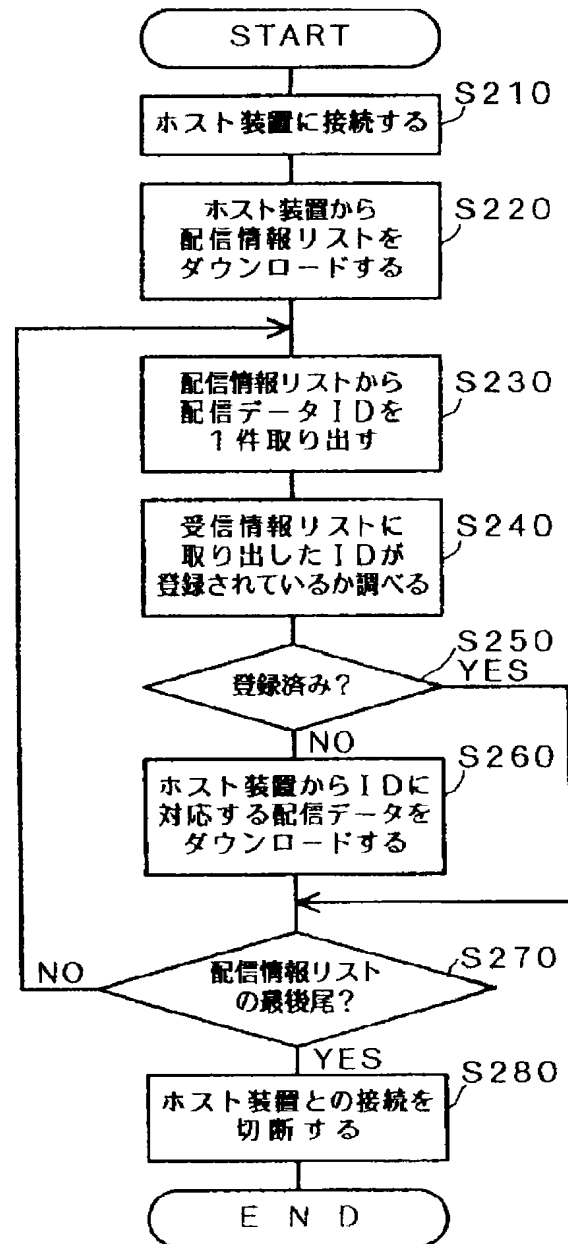 START
S210
ホスト装置に接続する
S220
ホスト装置から
配信情報リストを
ダウンロードする
S230
配信情報リストから
配信データIDを
1件取り出す
S240
受信情報リストに
取り出したIDが
登録されているか調べる
S250
登録済み?
YES
NO
S260
ホスト装置からIDに
対応する配信データを
ダウンロードする
S270
配信情報リスト
の最後尾?
NO
YES
S280
ホスト装置との接続を
切断する
END